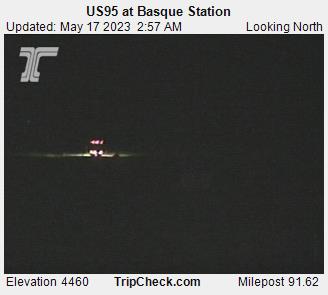 US95 at Basque Station
Updated: May 17 2023 2:57 AM Looking North
Elevation 4460 TripCheck.com Milepost 91.62